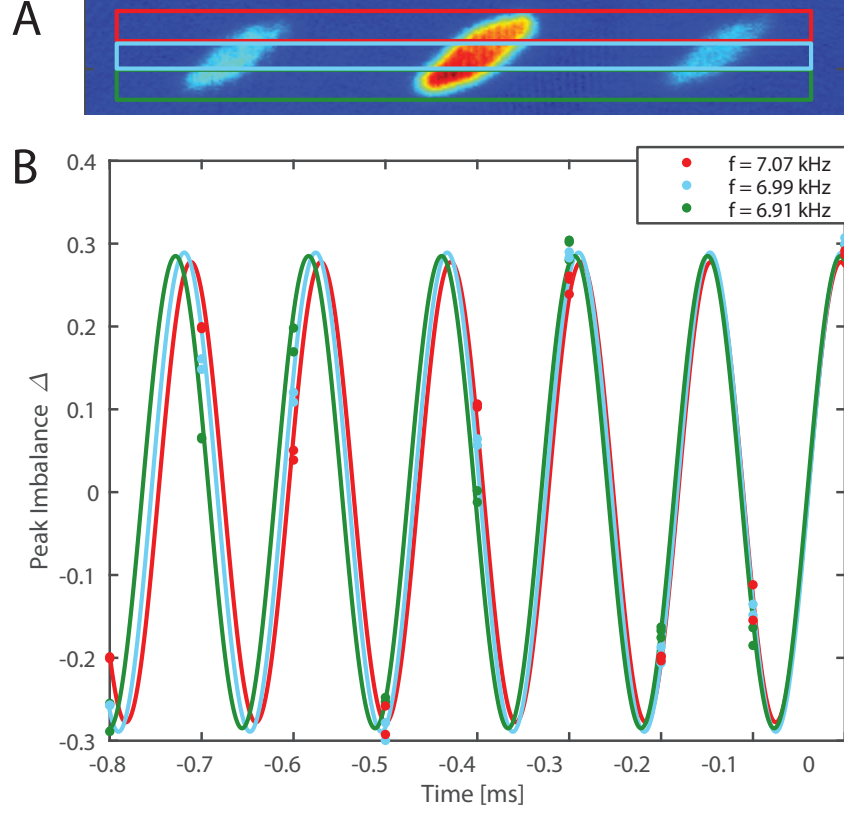 A
B
f = 7.07 kHz
f = 6.99 kHz
f = 6.91 kHz
0.4
0.3
0.2
0.1
0
-0.1
-0.2
-0.3
Peak Imbalance Δ
-0.8 -0.7 -0.6 -0.5 -0.4 -0.3 -0.2 -0.1 0
Time [ms]